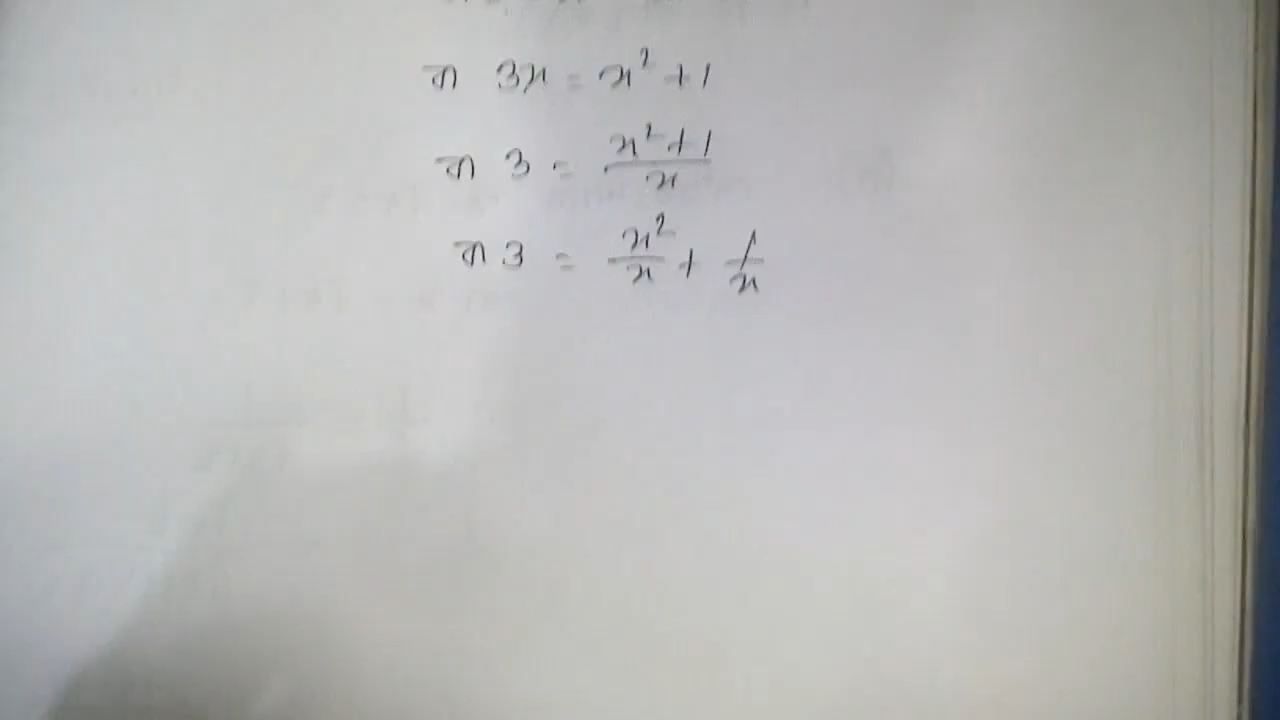 বা 3x = x² + 1
বা 3 = (x² + 1)/x
বা 3 = x²/x + 1/x